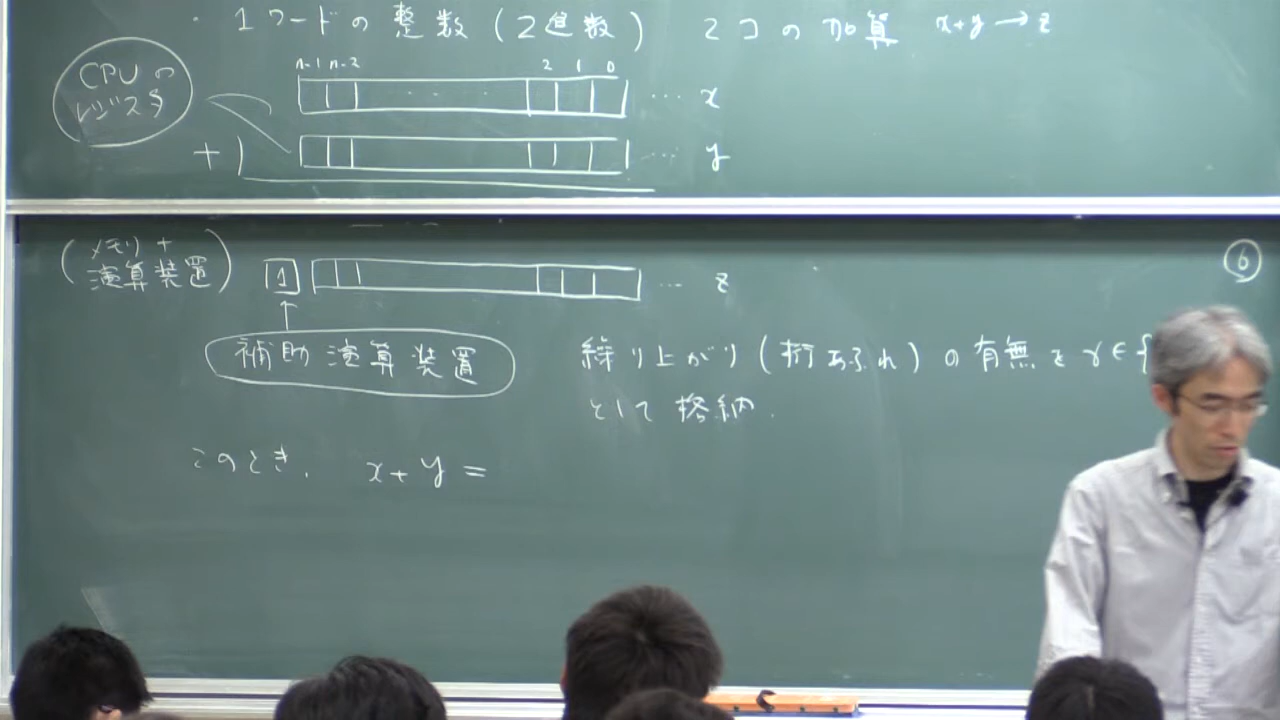 ・1ワードの整数（2進数） 2コの加算 x+y→z
CPUの
レジスタ
n-1 n-2 2 1 0
… x
+) … y
⑥
（メモリ+
演算装置）
1 … z
補助演算装置
繰り上がり（桁あふれ）の有無を γ∈{
として格納.
このとき, x+y=